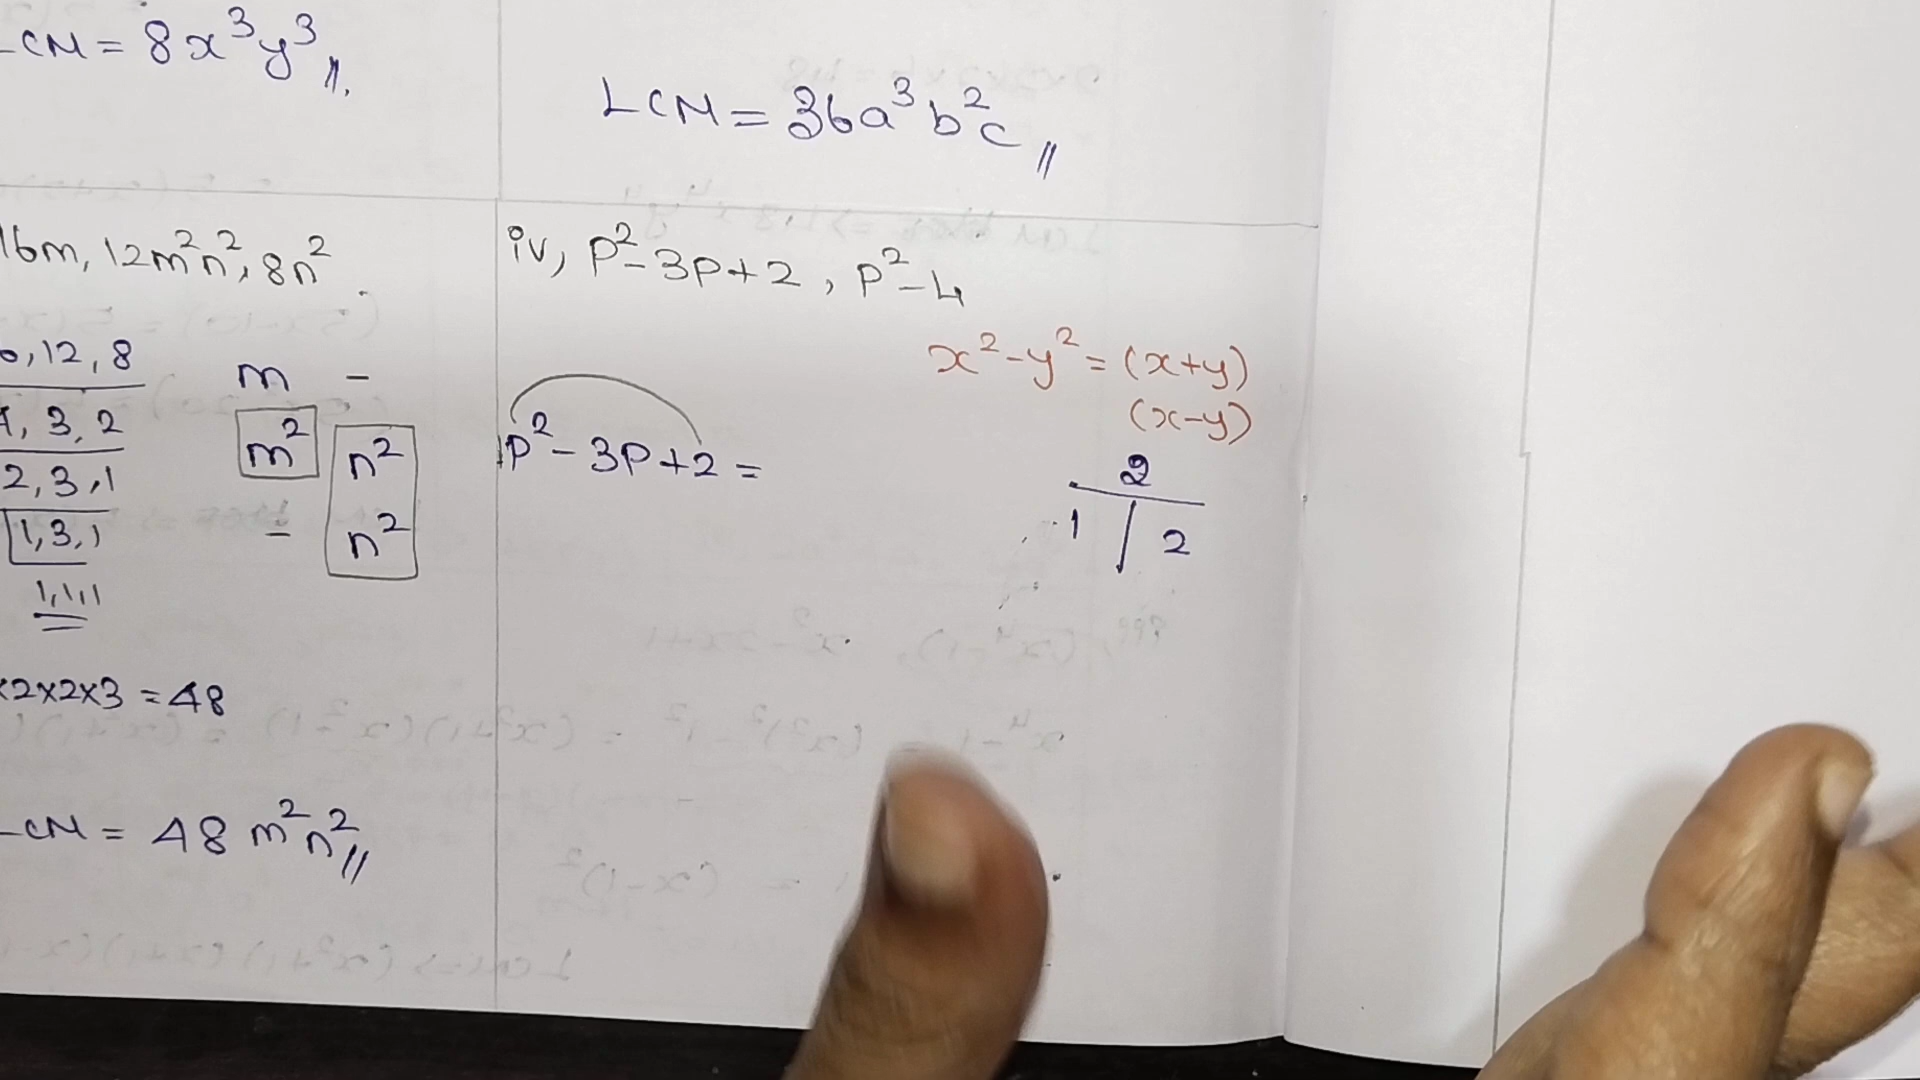 LCM = 8x³y³ //.
LCM = 36a³b²c //
16m, 12m²n², 8n²
6, 12, 8
4, 3, 2
2, 3, 1
1, 3, 1
1, 1, 1
m -
m² n²
- n²
×2×2×3 = 48
LCM = 48 m²n² //
iv, p²-3p+2, p²-4
x²-y² = (x+y)
(x-y)
p²-3p+2 =
2
1 / 2